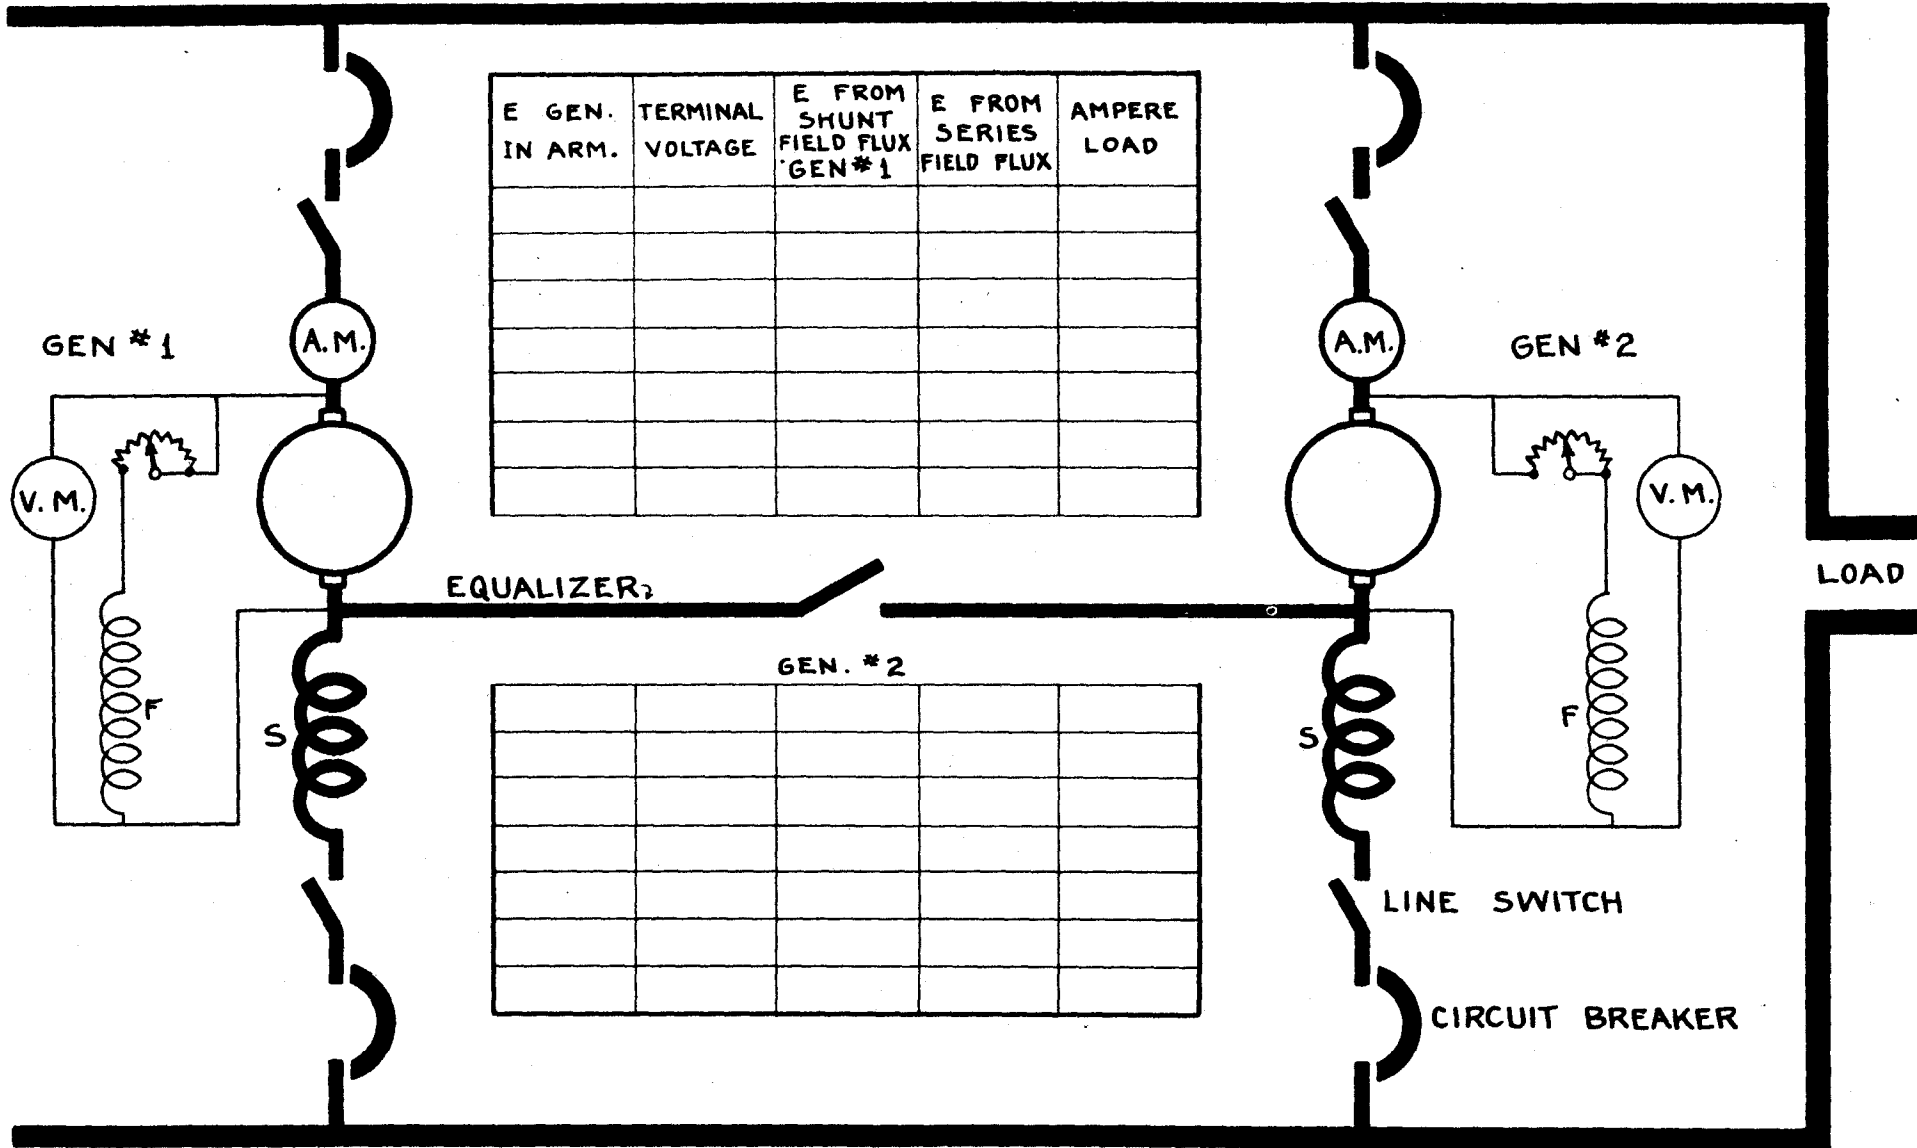 E GEN.
IN ARM.
TERMINAL
VOLTAGE
E FROM
SHUNT
FIELD FLUX
GEN#1
E FROM
SERIES
FIELD FLUX
AMPERE
LOAD
GEN #1
A.M.
V.M.
F
S
EQUALIZER
A.M.
GEN #2
V.M.
F
S
LOAD
GEN. #2
LINE SWITCH
CIRCUIT BREAKER